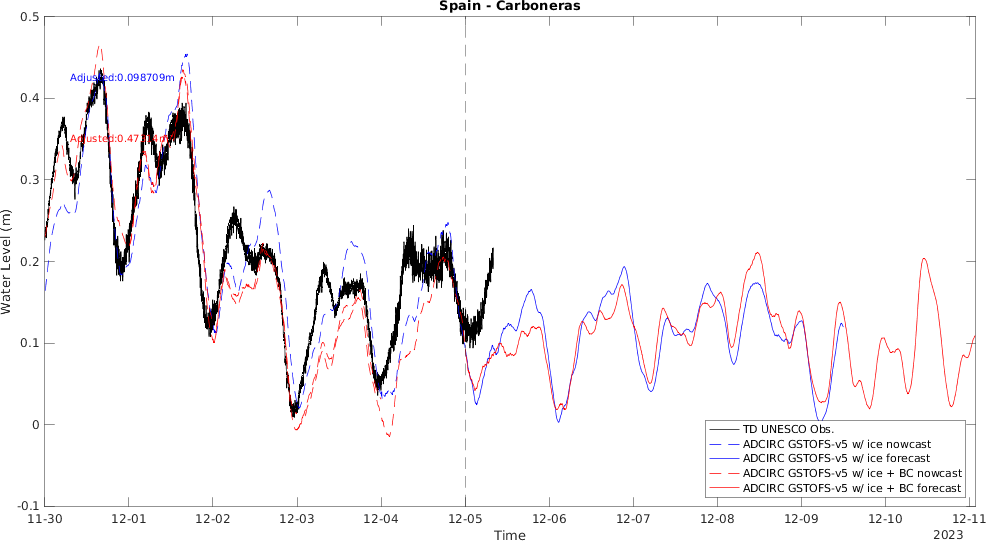 Spain - Carboneras
0.5
0.4
0.3
0.2
0.1
0
-0.1
Water Level (m)
Adjusted:0.098709m
11-30
12-01
12-02
12-03
12-04
12-05
12-06
12-07
12-08
12-09
12-10
12-11
2023
Time
TD UNESCO Obs.
ADCIRC GSTOFS-v5 w/ ice nowcast
ADCIRC GSTOFS-v5 w/ ice forecast
ADCIRC GSTOFS-v5 w/ ice + BC nowcast
ADCIRC GSTOFS-v5 w/ ice + BC forecast